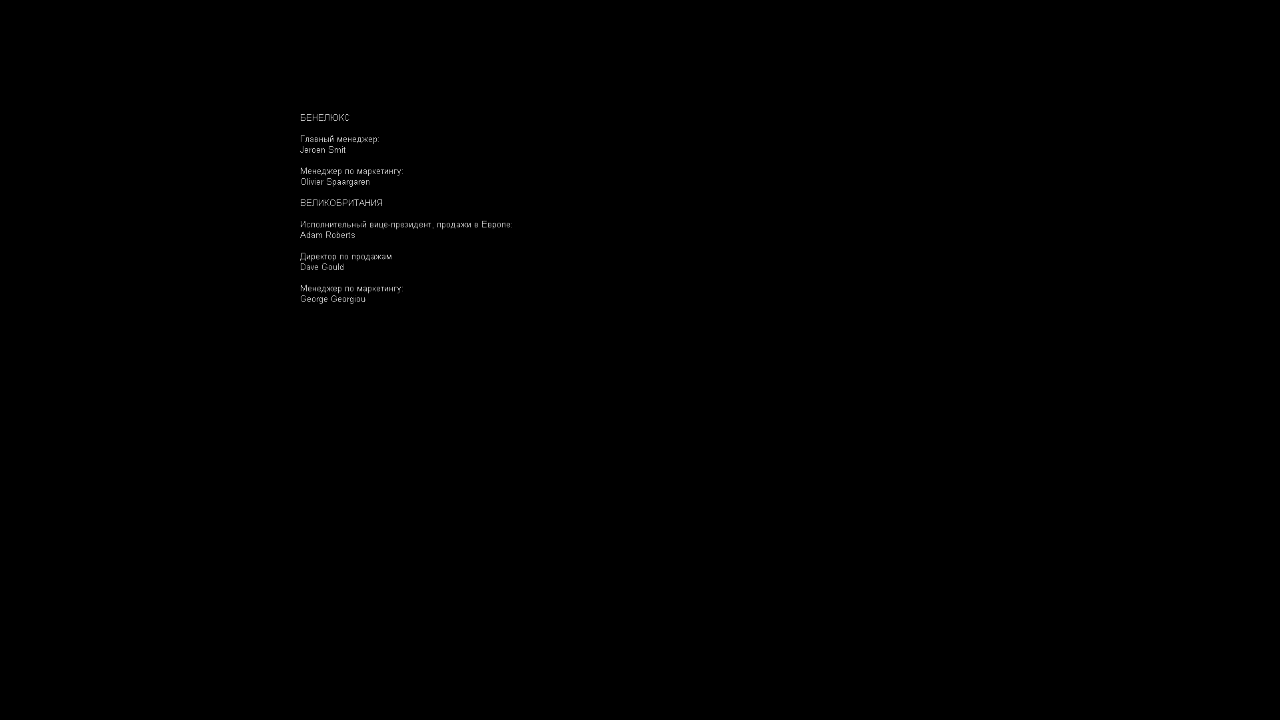 БЕНЕЛЮКС
Главный менеджер:
Jeroen Smit
Менеджер по маркетингу:
Olivier Spaargaren
ВЕЛИКОБРИТАНИЯ
Исполнительный вице-президент, продажи в Европе:
Adam Roberts
Директор по продажам
Dave Gould
Менеджер по маркетингу:
George Georgiou